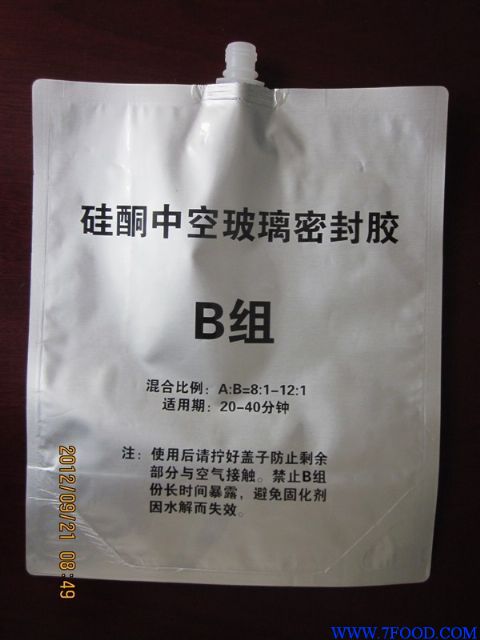 硅酮中空玻璃密封胶
B组
混合比例：A:B=8:1-12:1
适用期：20-40分钟
注：使用后请拧好盖子防止剩余
部分与空气接触。禁止B组
份长时间暴露，避免固化剂
因水解而失效。
2012/09/21 08:49
WWW.7FOOD.COM